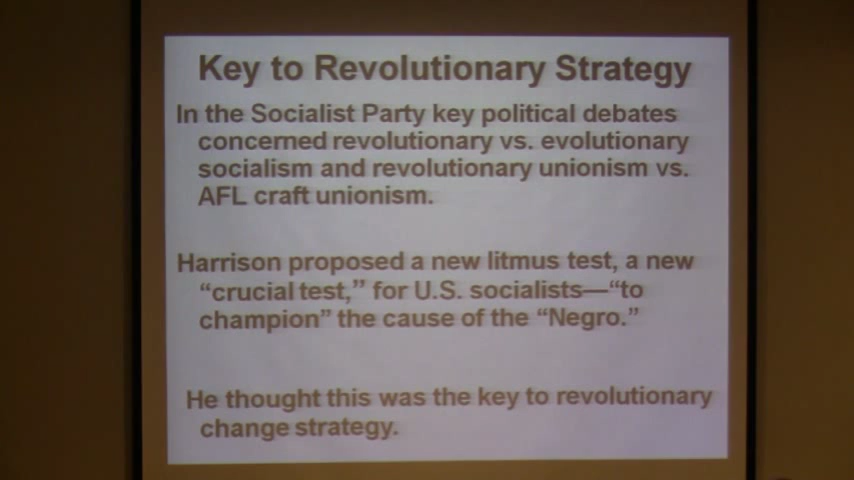 Key to Revolutionary Strategy
In the Socialist Party key political debates
concerned revolutionary vs. evolutionary
socialism and revolutionary unionism vs.
AFL craft unionism.
Harrison proposed a new litmus test, a new
“crucial test,” for U.S. socialists—“to
champion” the cause of the “Negro.”
He thought this was the key to revolutionary
change strategy.